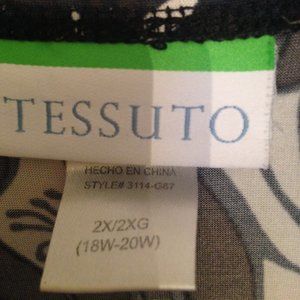 TESSUTO
HECHO EN CHINA
STYLE# 3114-G87
2X/2XG
(18W-20W)